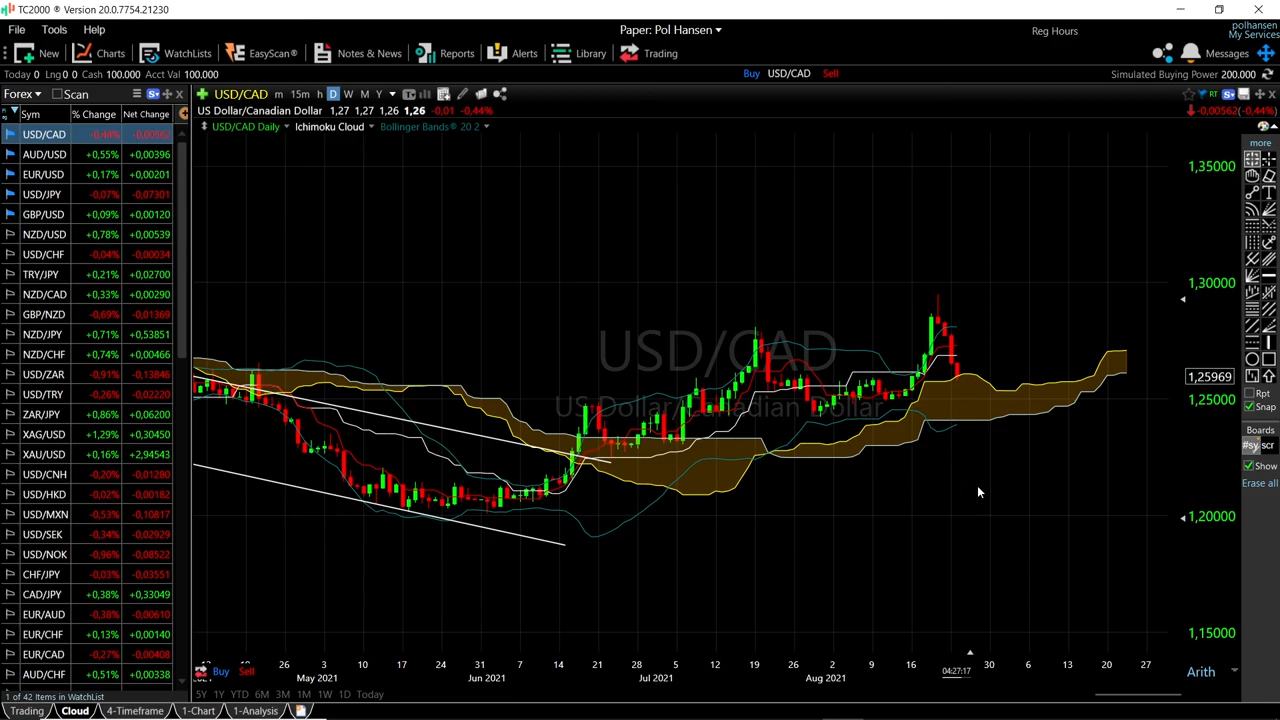 TC2000 ® Version 20.0.7754.21230
File Tools Help Paper: Pol Hansen Reg Hours polhansen
My Services
New Charts WatchLists EasyScan® Notes & News Reports Alerts Library Trading Messages
Today 0 Lng 0 0 Cash 100.000 Acct Val 100.000 Buy USD/CAD Sell Simulated Buying Power 200.000
Forex Scan USD/CAD m 15m h D W M Y RT
Sym % Change Net Change US Dollar/Canadian Dollar 1,27 1,27 1,26 1,26 -0,01 -0,44% -0,00562(-0,44%)
USD/CAD Daily Ichimoku Cloud Bollinger Bands® 20 2
USD/CAD -0,44% -0,00562
AUD/USD +0,55% +0,00396
EUR/USD +0,17% +0,00201
USD/JPY -0,07% -0,07301
GBP/USD +0,09% +0,00120
NZD/USD +0,78% +0,00539
USD/CHF -0,04% -0,00034
TRY/JPY +0,21% +0,02700
NZD/CAD +0,33% +0,00290
GBP/NZD -0,69% -0,01369
NZD/JPY +0,71% +0,53851
NZD/CHF +0,74% +0,00466
USD/ZAR -0,91% -0,13846
USD/TRY -0,26% -0,02220
ZAR/JPY +0,86% +0,06200
XAG/USD +1,29% +0,30450
XAU/USD +0,16% +2,94543
USD/CNH -0,20% -0,01280
USD/HKD -0,02% -0,00182
USD/MXN -0,53% -0,10817
USD/SEK -0,34% -0,02929
USD/NOK -0,96% -0,08522
CHF/JPY -0,03% -0,03551
CAD/JPY +0,38% +0,33049
EUR/AUD -0,38% -0,00610
EUR/CHF +0,13% +0,00140
EUR/CAD -0,27% -0,00408
AUD/CHF +0,51% +0,00338
1 of 42 Items in WatchList
USD/CAD
US Dollar/Canadian Dollar
1,35000
1,30000
1,25969
1,25000
1,20000
1,15000
more
Rpt
Snap
Boards
#sy scr
Show
Erase all
26 3 10 17 24 31 7 14 21 28 5 12 19 26 2 9 16 04:27:17 30 6 13 20 27
Buy Sell May 2021 Jun 2021 Jul 2021 Aug 2021 Arith
5Y 1Y YTD 6M 3M 1M 1W 1D Today
Trading Cloud 4-Timeframe 1-Chart 1-Analysis